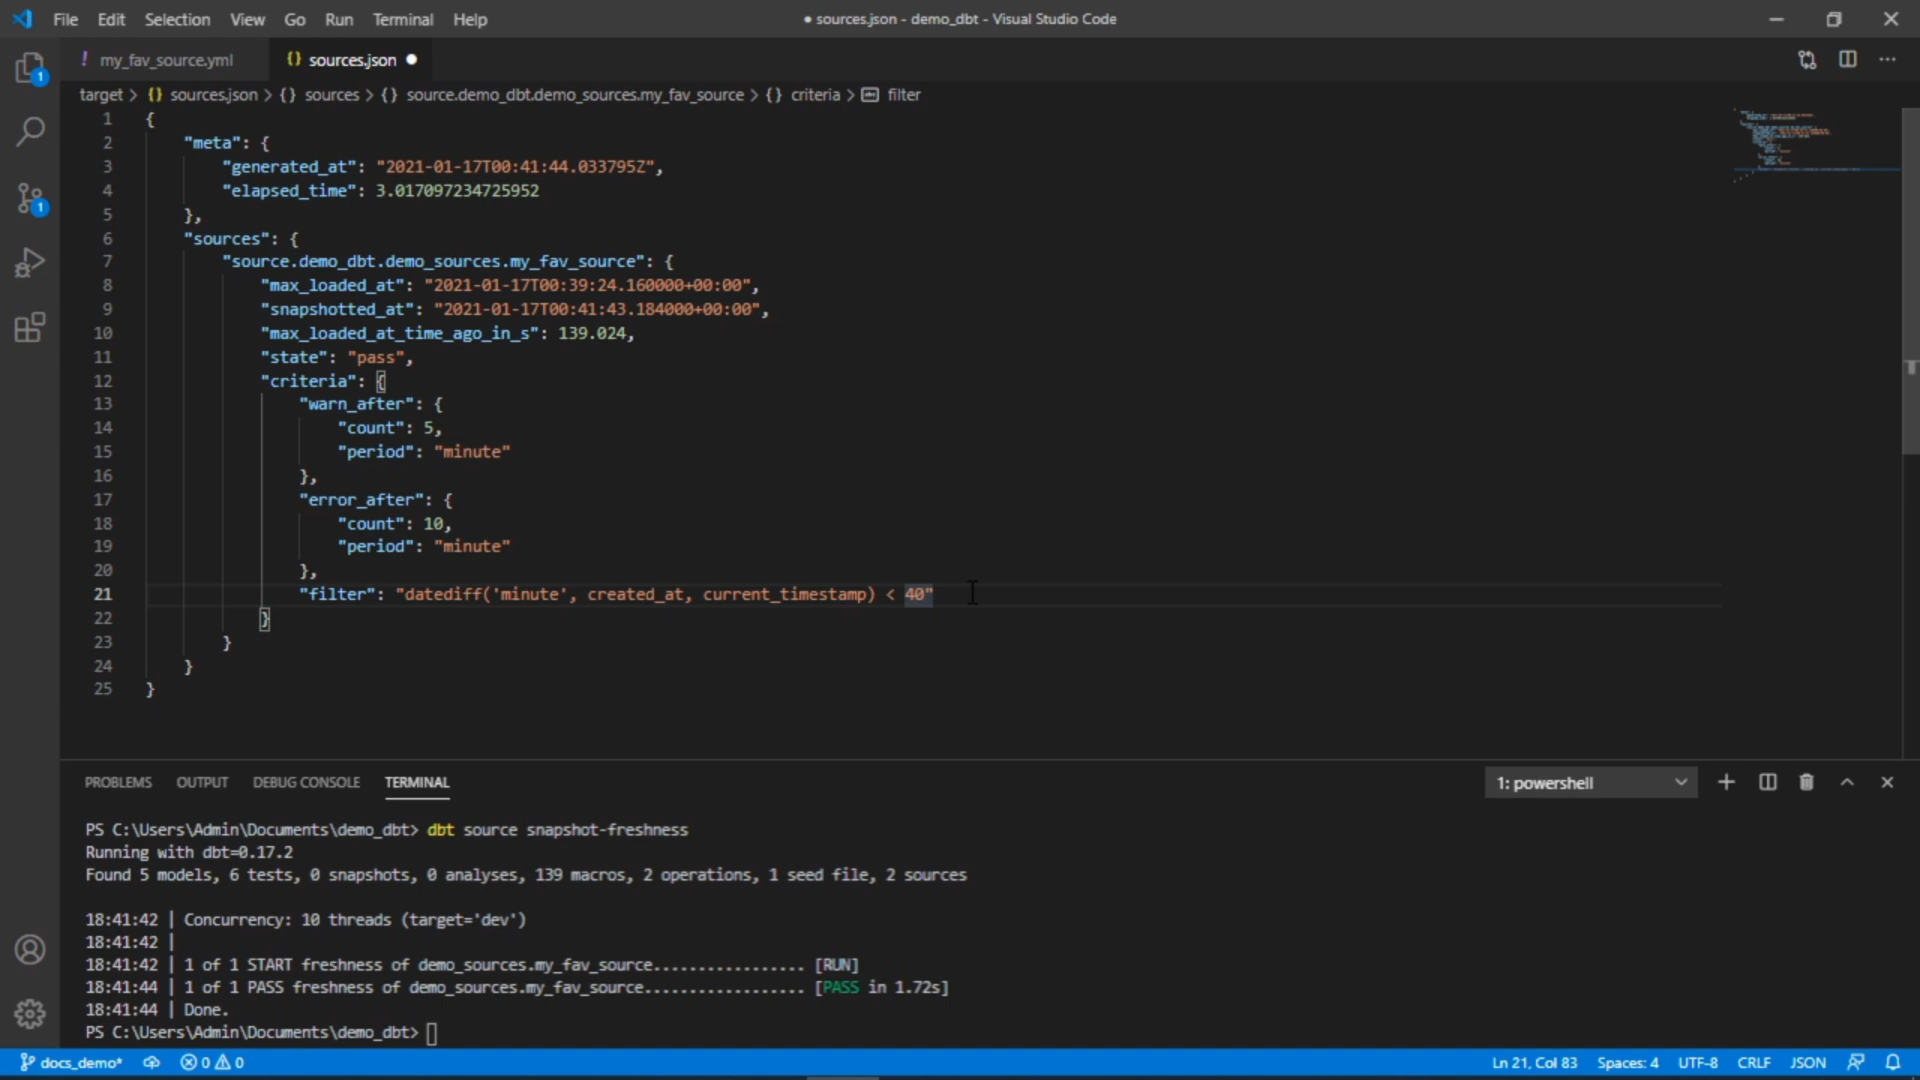 File Edit Selection View Go Run Terminal Help
● sources.json - demo_dbt - Visual Studio Code
! my_fav_source.yml
{} sources.json ●
target > {} sources.json > {} sources > {} source.demo_dbt.demo_sources.my_fav_source > {} criteria > filter
1 {
2 "meta": {
3 "generated_at": "2021-01-17T00:41:44.033795Z",
4 "elapsed_time": 3.017097234725952
5 },
6 "sources": {
7 "source.demo_dbt.demo_sources.my_fav_source": {
8 "max_loaded_at": "2021-01-17T00:39:24.160000+00:00",
9 "snapshotted_at": "2021-01-17T00:41:43.184000+00:00",
10 "max_loaded_at_time_ago_in_s": 139.024,
11 "state": "pass",
12 "criteria": {
13 "warn_after": {
14 "count": 5,
15 "period": "minute"
16 },
17 "error_after": {
18 "count": 10,
19 "period": "minute"
20 },
21 "filter": "datediff('minute', created_at, current_timestamp) < 40"
22 }
23 }
24 }
25 }
PROBLEMS OUTPUT DEBUG CONSOLE TERMINAL
1: powershell
PS C:\Users\Admin\Documents\demo_dbt> dbt source snapshot-freshness
Running with dbt=0.17.2
Found 5 models, 6 tests, 0 snapshots, 0 analyses, 139 macros, 2 operations, 1 seed file, 2 sources
18:41:42 | Concurrency: 10 threads (target='dev')
18:41:42 |
18:41:42 | 1 of 1 START freshness of demo_sources.my_fav_source................. [RUN]
18:41:44 | 1 of 1 PASS freshness of demo_sources.my_fav_source.................. [PASS in 1.72s]
18:41:44 | Done.
PS C:\Users\Admin\Documents\demo_dbt>
docs_demo* 0 0
Ln 21, Col 83 Spaces: 4 UTF-8 CRLF JSON
1
1